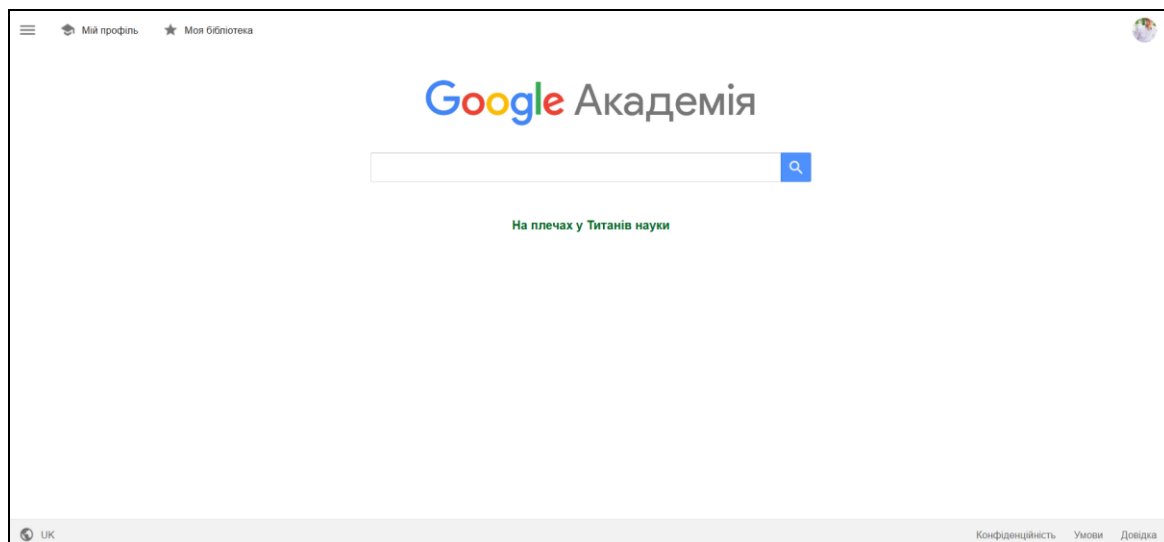 Мій профіль Моя бібліотека
Google Академія
На плечах у Титанів науки
UK Конфіденційність Умови Довідка